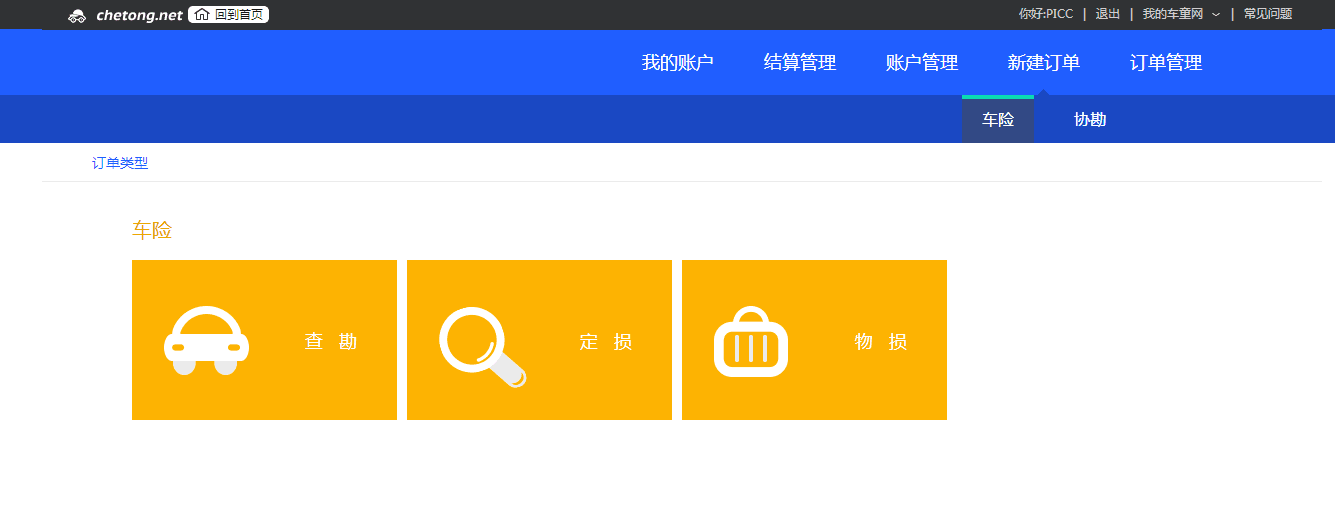 chetong.net 回到首页 你好:PICC | 退出 | 我的车童网 | 常见问题
我的账户 结算管理 账户管理 新建订单 订单管理
车险 协勘
订单类型
车险
查 勘 定 损 物 损